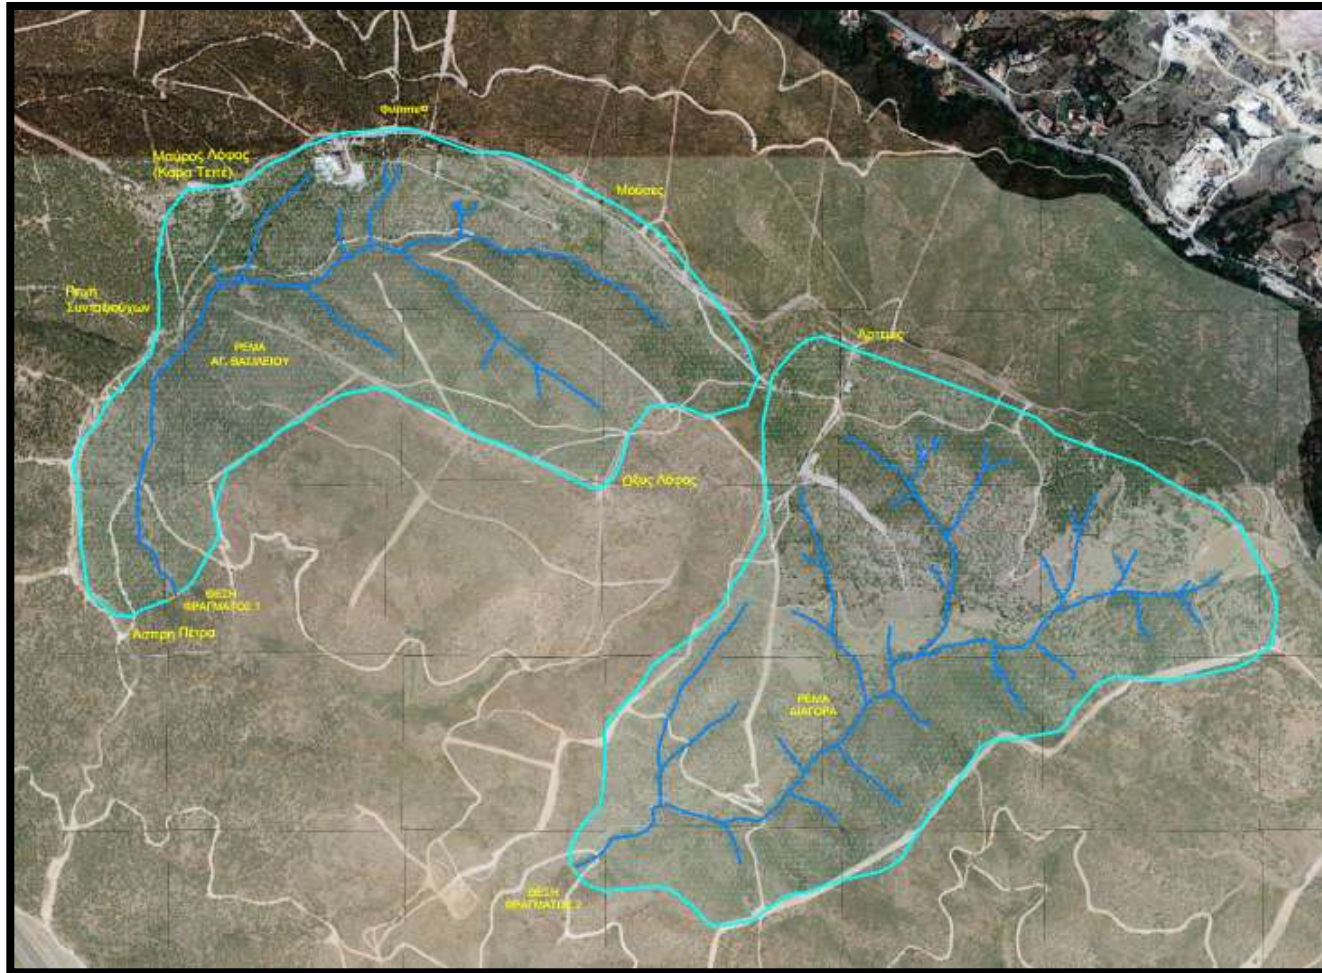 Μαύρος Λόφος
(Καρα Τεπέ)
Μούσες
Άρτεμις
Πηγή
Συνταξιούχων
ΡΕΜΑ
ΑΓ. ΒΑΣΙΛΕΙΟΥ
Οξύς Λόφος
ΘΕΣΗ
ΦΡΑΓΜΑΤΟΣ 1
Άσπρη Πέτρα
ΡΕΜΑ
ΔΙΑΓΟΡΑ
ΘΕΣΗ
ΦΡΑΓΜΑΤΟΣ 2